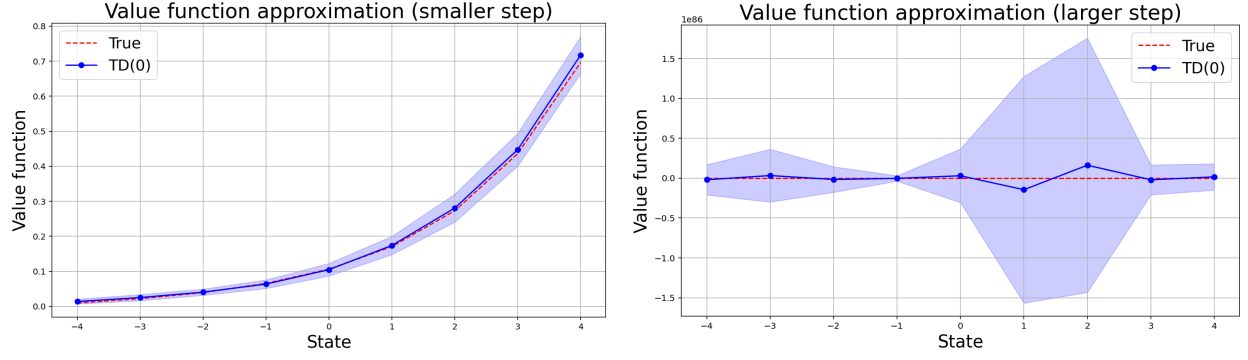 Value function approximation (smaller step)
True
TD(0)
Value function
0.8
0.7
0.6
0.5
0.4
0.3
0.2
0.1
0.0
−4 −3 −2 −1 0 1 2 3 4
State
Value function approximation (larger step)
1e86
True
TD(0)
Value function
1.5
1.0
0.5
0.0
−0.5
−1.0
−1.5
−4 −3 −2 −1 0 1 2 3 4
State